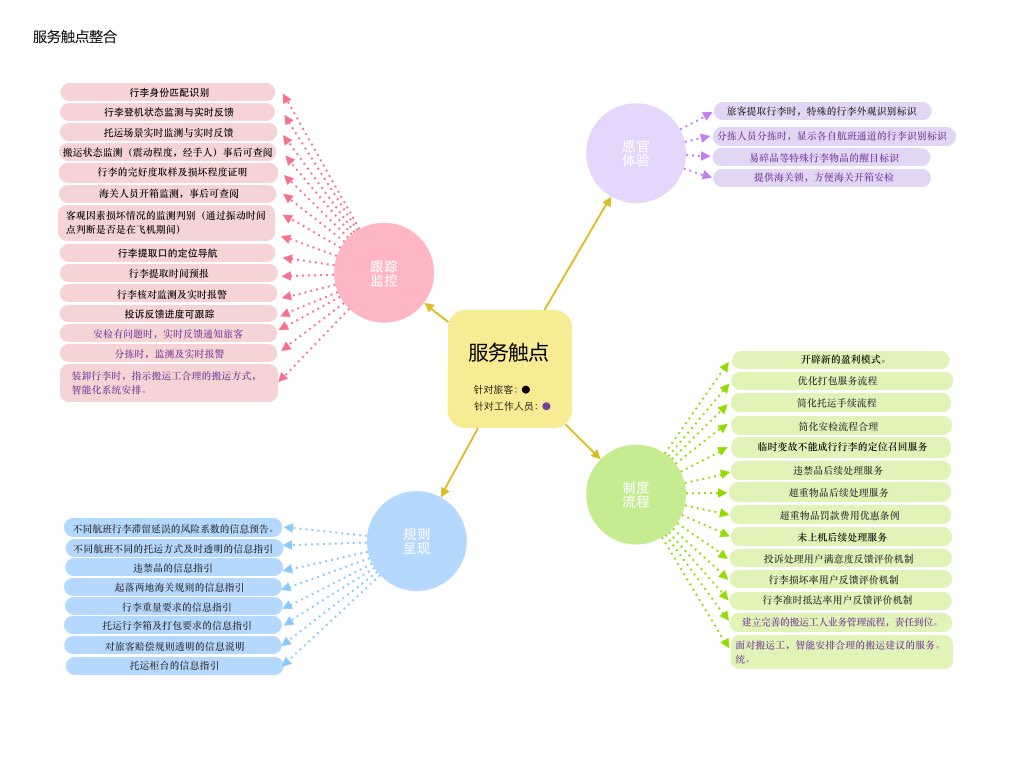 服务触点整合
行李身份匹配识别
行李登机状态监测与实时反馈
托运场景实时监测与实时反馈
搬运状态监测（震动程度，经手人）事后可查阅
行李的完好度取样及损坏程度证明
海关人员开箱监测，事后可查阅
客观因素损坏情况的监测判别（通过振动时间
点判断是否是在飞机期间）
行李提取口的定位导航
行李提取时间预报
行李核对监测及实时报警
投诉反馈进度可跟踪
安检有问题时，实时反馈通知旅客
分拣时，监测及实时报警
装卸行李时，指示搬运工合理的搬运方式，
智能化系统安排。
跟踪
监控
感官
体验
旅客提取行李时，特殊的行李外观识别标识
分拣人员分拣时，显示各自航班通道的行李识别标识
易碎品等特殊行李物品的醒目标识
提供海关锁，方便海关开箱安检
服务触点
针对旅客：
针对工作人员：
规则
呈现
不同航班行李滞留延误的风险系数的信息预告。
不同航班不同的托运方式及时透明的信息指引
违禁品的信息指引
起落两地海关规则的信息指引
行李重量要求的信息指引
托运行李箱及打包要求的信息指引
对旅客赔偿规则透明的信息说明
托运柜台的信息指引
制度
流程
开辟新的盈利模式。
优化打包服务流程
简化托运手续流程
简化安检流程合理
临时变故不能成行行李的定位召回服务
违禁品后续处理服务
超重物品后续处理服务
超重物品罚款费用优惠条例
未上机后续处理服务
投诉处理用户满意度反馈评价机制
行李损坏率用户反馈评价机制
行李准时抵达率用户反馈评价机制
建立完善的搬运工人业务管理流程，责任到位。
面对搬运工，智能安排合理的搬运建议的服务。
统。